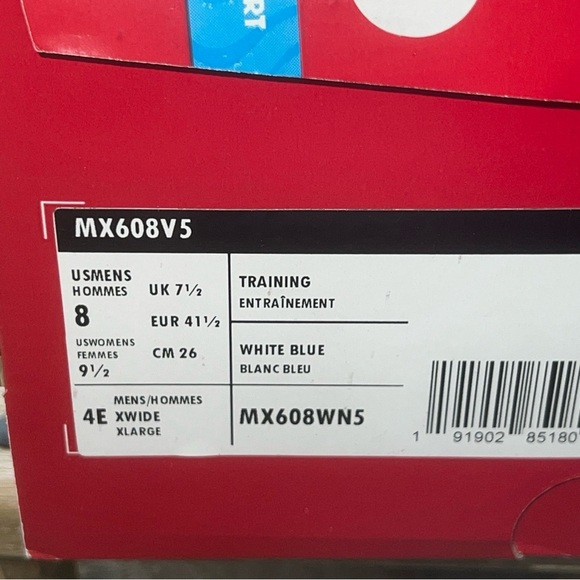 RT
MX608V5
USMENS
HOMMES
8
USWOMENS
FEMMES
9½
UK 7½
EUR 41½
CM 26
4E
MENS/HOMMES
XWIDE
XLARGE
TRAINING
ENTRAÎNEMENT
WHITE BLUE
BLANC BLEU
MX608WN5
1 91902 85180